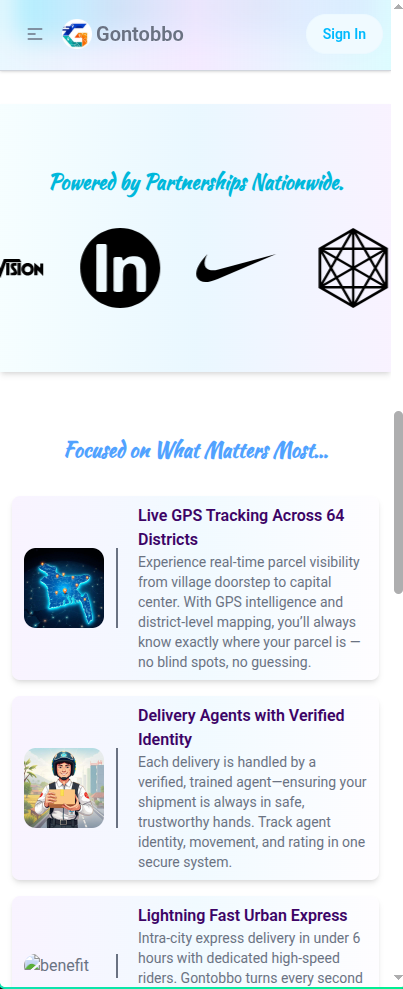 Gontobbo
Sign In
Powered by Partnerships Nationwide.
VISION
In
Focused on What Matters Most...
Live GPS Tracking Across 64
Districts
Experience real-time parcel visibility
from village doorstep to capital
center. With GPS intelligence and
district-level mapping, you’ll always
know exactly where your parcel is —
no blind spots, no guessing.
Delivery Agents with Verified
Identity
Each delivery is handled by a
verified, trained agent—ensuring your
shipment is always in safe,
trustworthy hands. Track agent
identity, movement, and rating in one
secure system.
Lightning Fast Urban Express
benefit
Intra-city express delivery in under 6
hours with dedicated high-speed
riders. Gontobbo turns every second